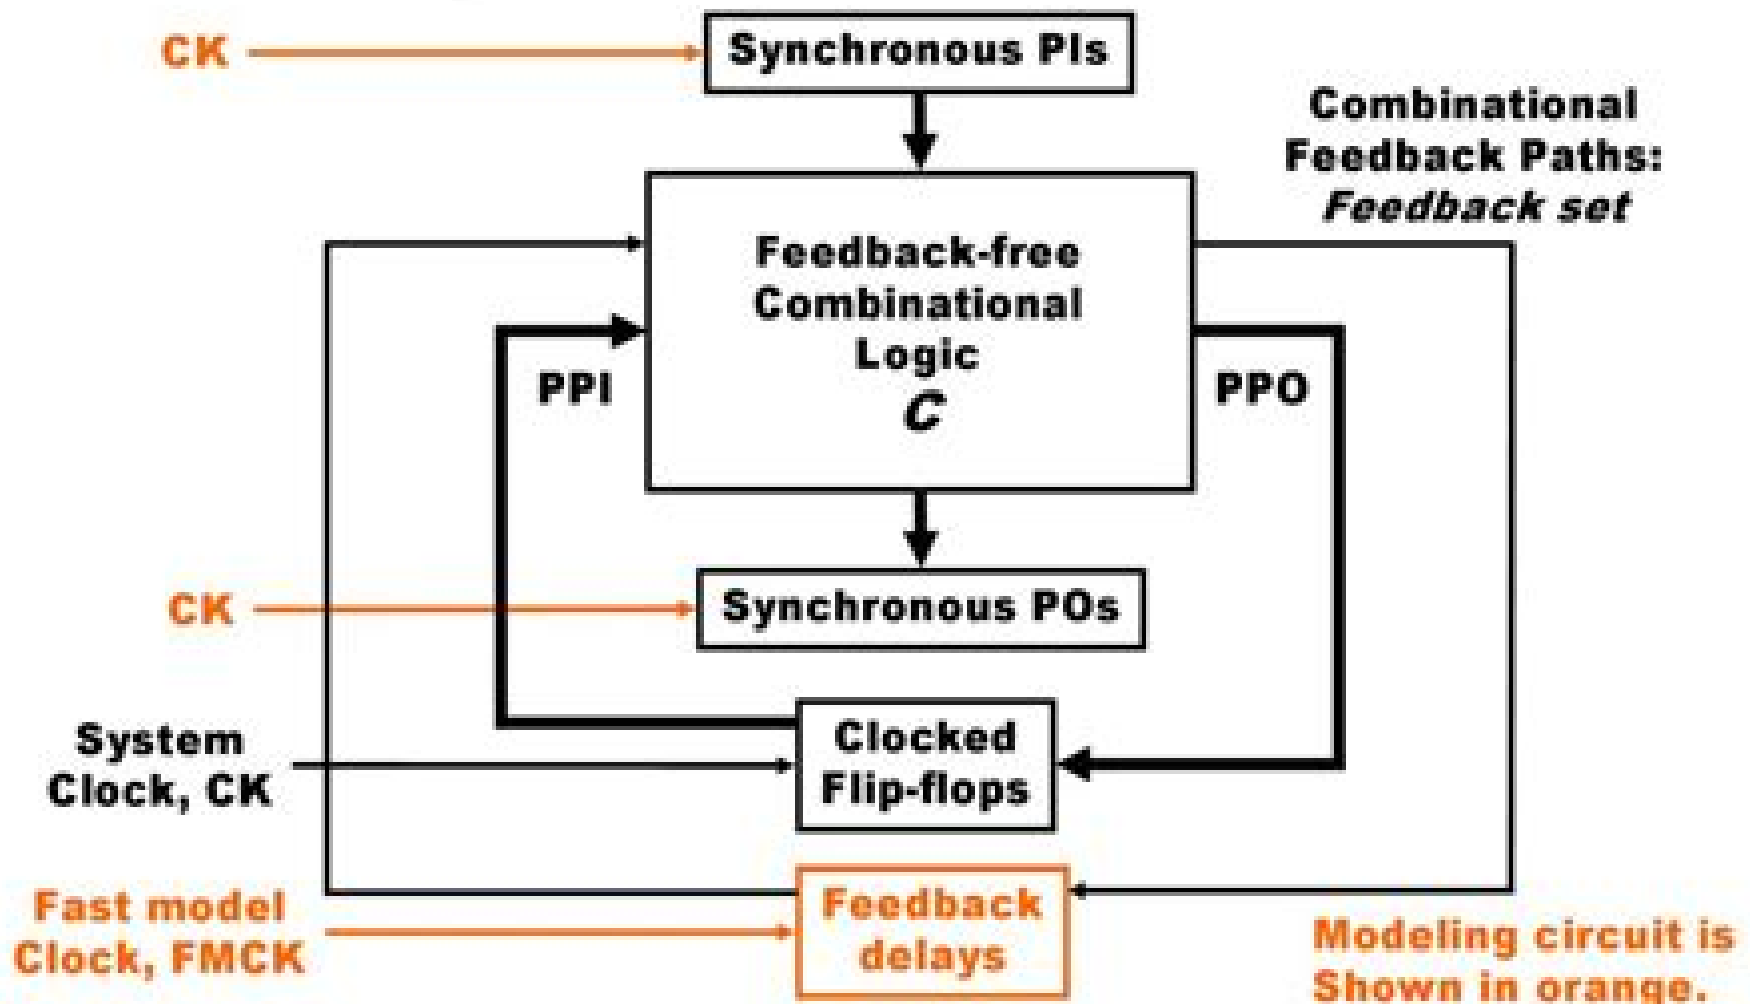 CK
Synchronous PIs
Combinational
Feedback Paths:
Feedback set
Feedback-free
Combinational
Logic
C
PPI
PPO
CK
Synchronous POs
System
Clock, CK
Clocked
Flip-flops
Fast model
Clock, FMCK
Feedback
delays
Modeling circuit is
Shown in orange.